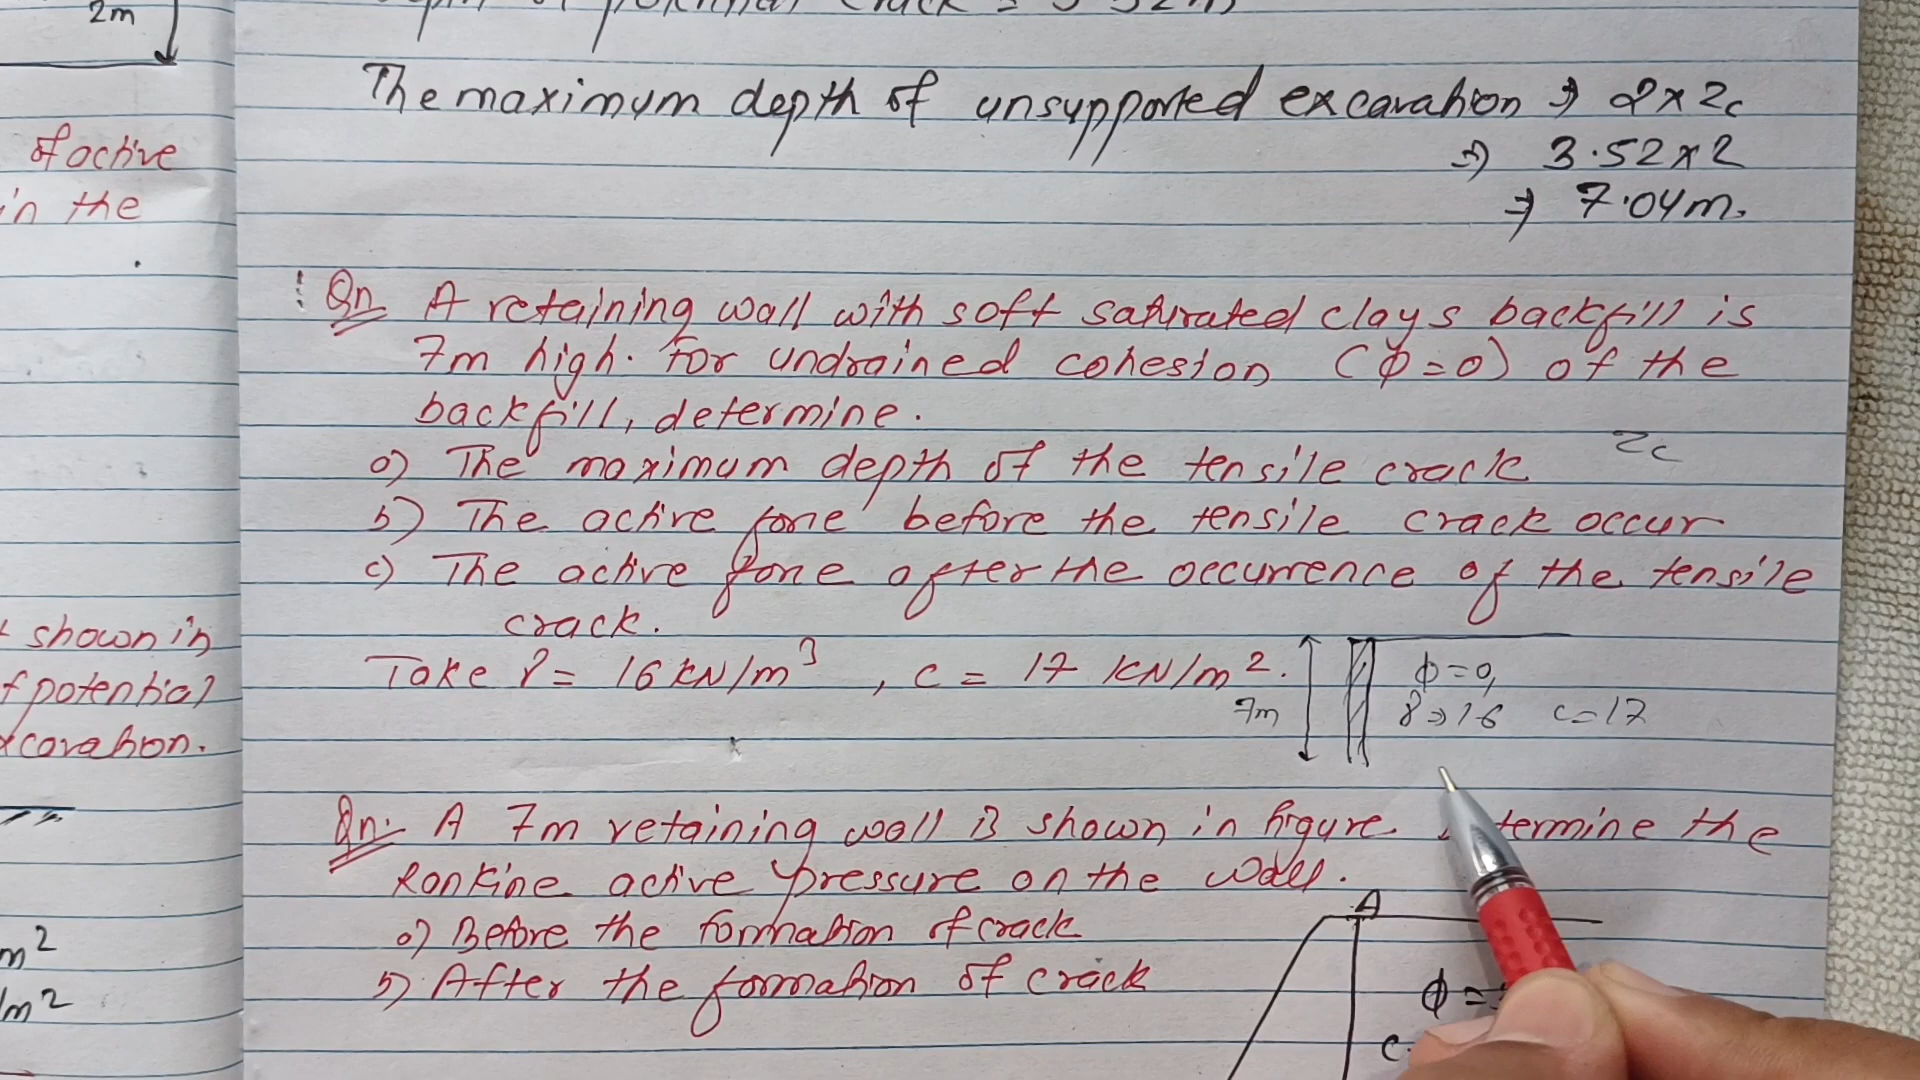 2m
The maximum depth of unsupported excavation ⇒ 2 x Zc
⇒ 3.52 x 2
⇒ 7.04m.
of active
in the
Qn A retaining wall with soft saturated clays backfill is
7m high. For undrained cohesion (ϕ=0) of the
backfill, determine.
a) The maximum depth of the tensile crack Zc
b) The active force before the tensile crack occur
c) The active force after the occurrence of the tensile
crack.
Take γ = 16 kN/m³, c = 17 KN/m².
7m
ϕ=0,
γ⇒16 c=17
shown in
potential
Qn. A 7m retaining wall is shown in figure. the
Rankine active pressure on the wall.
a) Before the formation of crack
b) After the formation of crack
A
ϕ =
c
m²
/m²